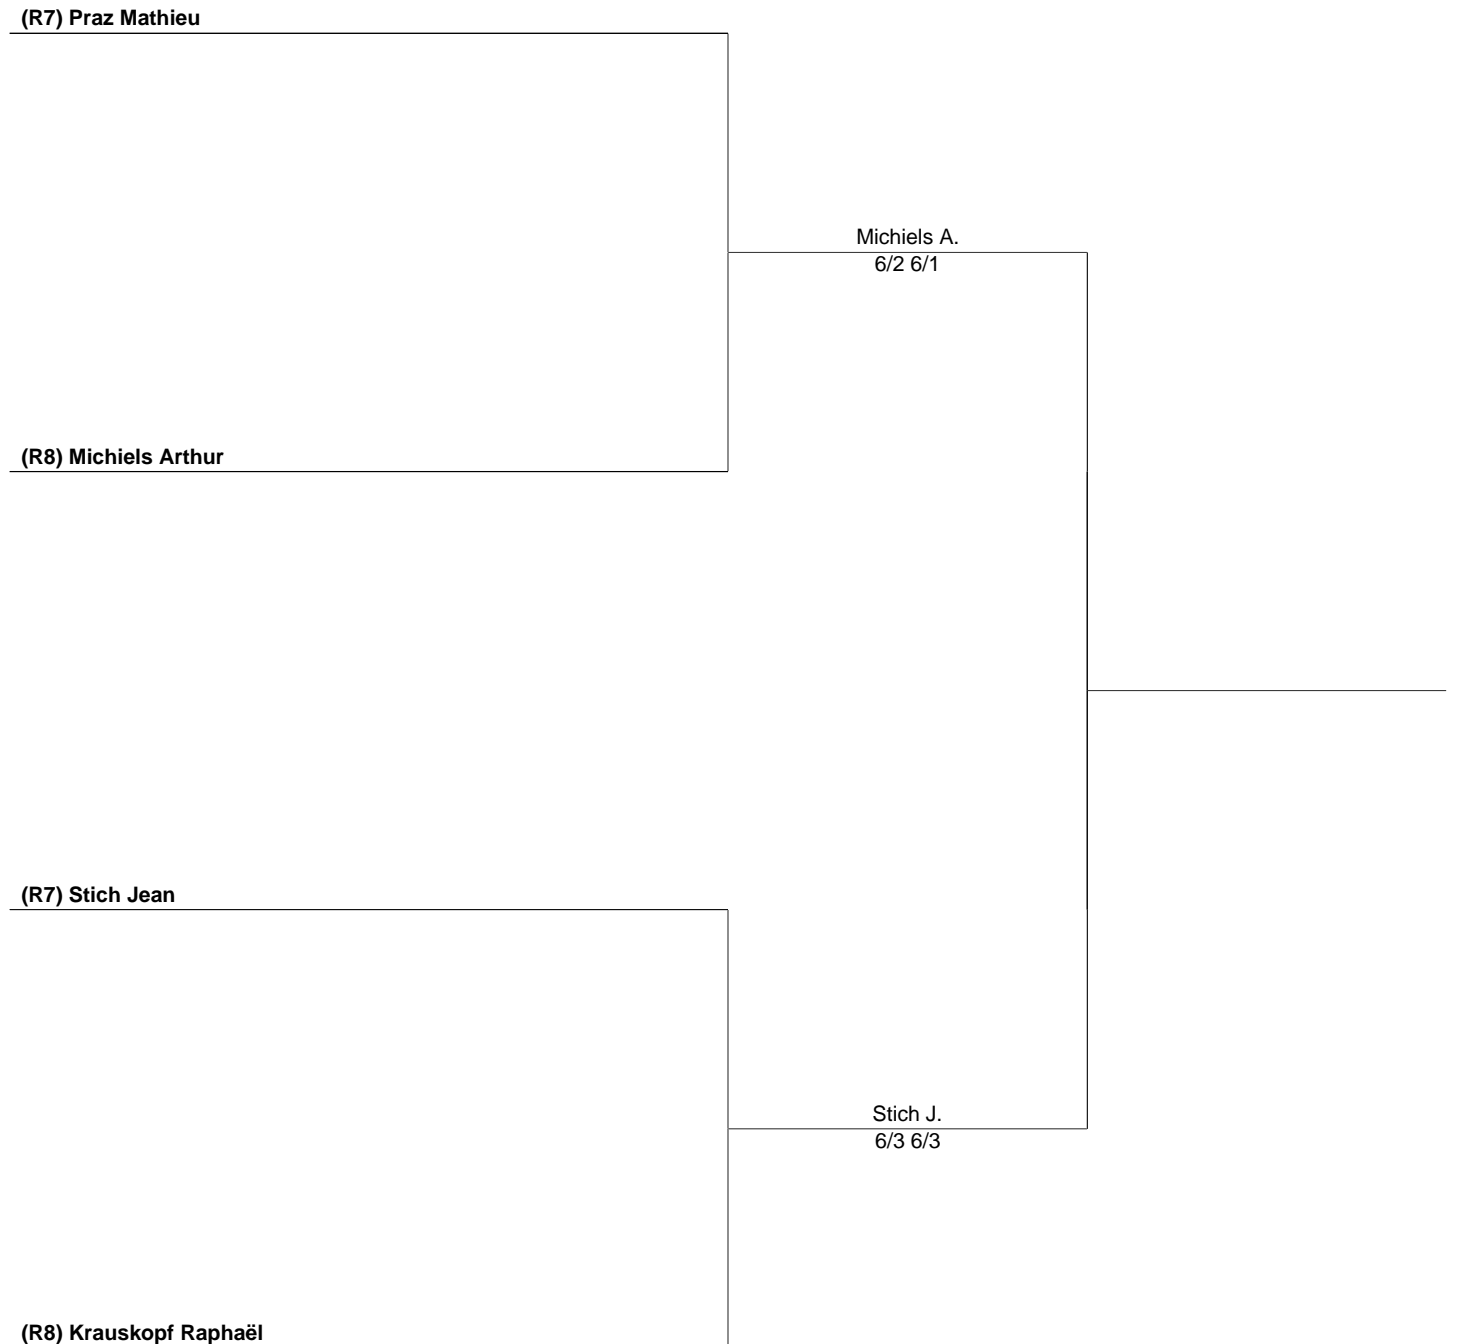 (R7) Praz Mathieu
Michiels A.
6/2 6/1
(R8) Michiels Arthur
(R7) Stich Jean
Stich J.
6/3 6/3
(R8) Krauskopf Raphaël